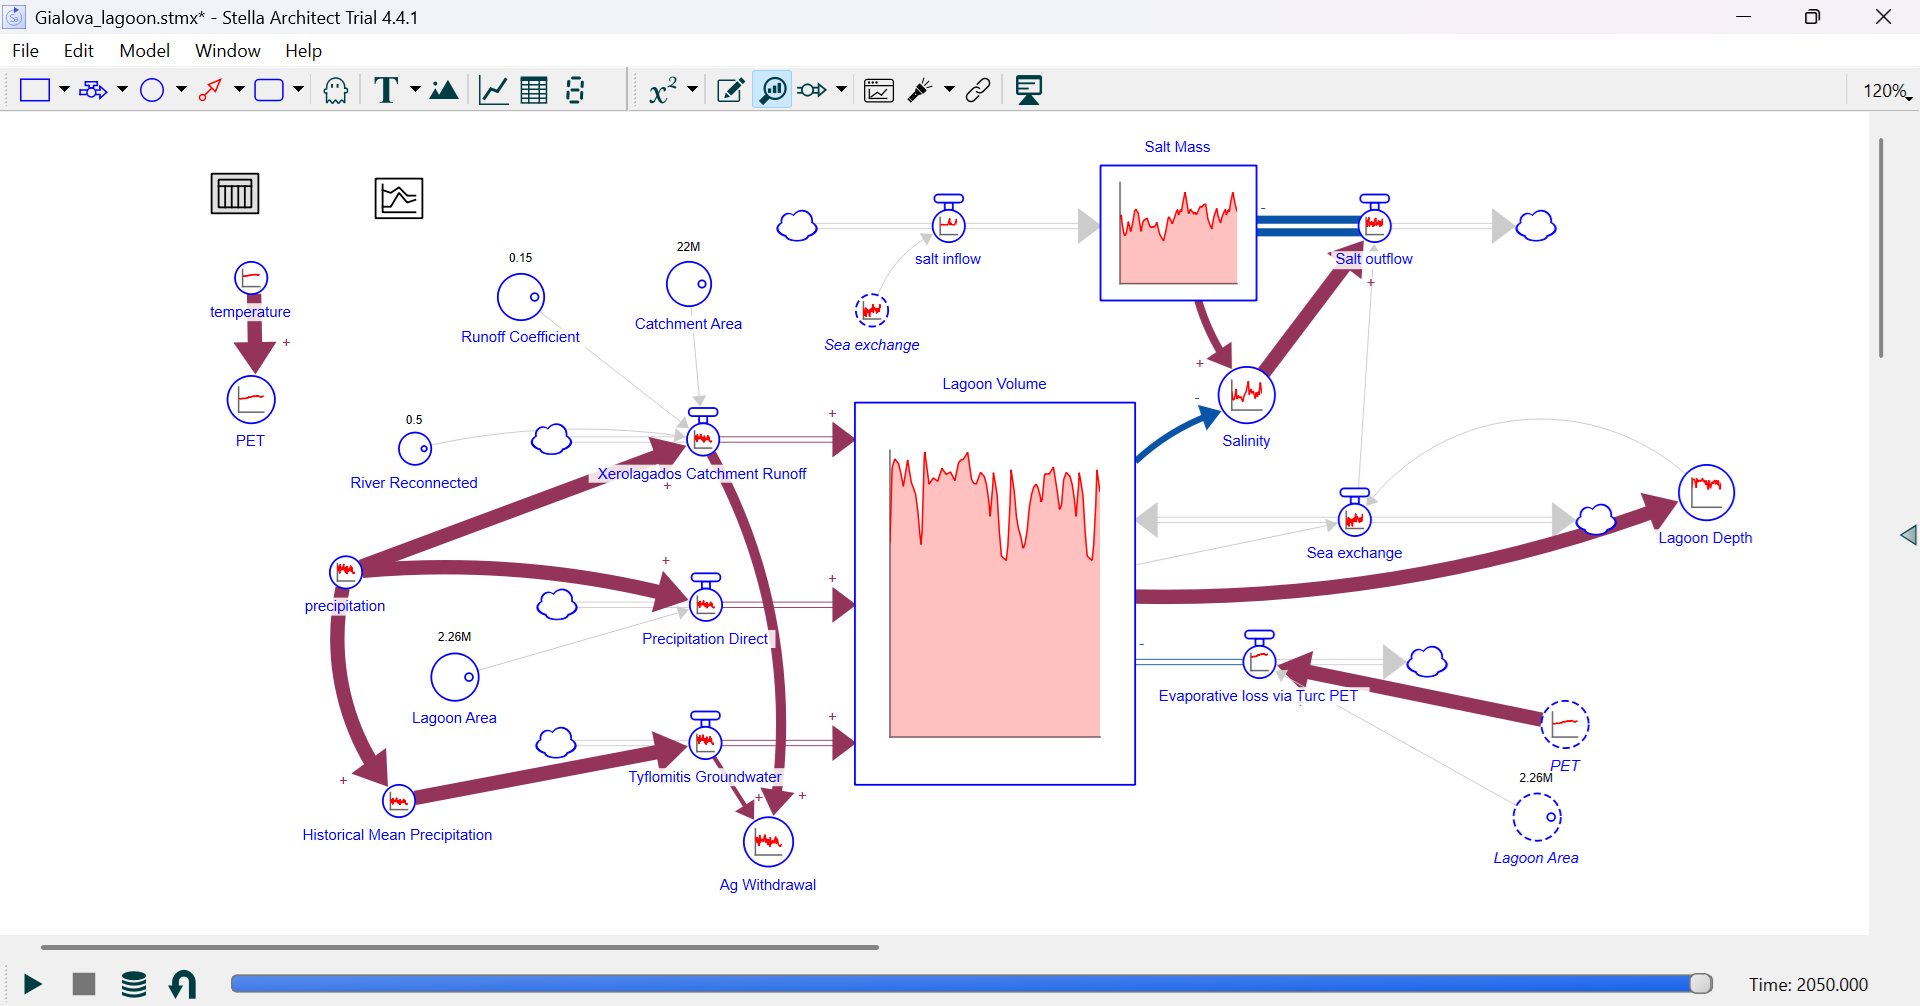 Gialova_lagoon.stmx* - Stella Architect Trial 4.4.1
File Edit Model Window Help
T x² 120%
Salt Mass
-
salt inflow
Salt outflow
+
22M
0.15
Catchment Area
Runoff Coefficient
temperature
+
Sea exchange
+
Lagoon Volume
-
Salinity
0.5
PET
+
River Reconnected
Xerolagados Catchment Runoff
+
Sea exchange
Lagoon Depth
+
+
precipitation
2.26M
Precipitation Direct
-
Evaporative loss via Turc PET
Lagoon Area
+
PET
2.26M
Tyflomitis Groundwater
+
+ +
Historical Mean Precipitation
Lagoon Area
Ag Withdrawal
Time: 2050.000